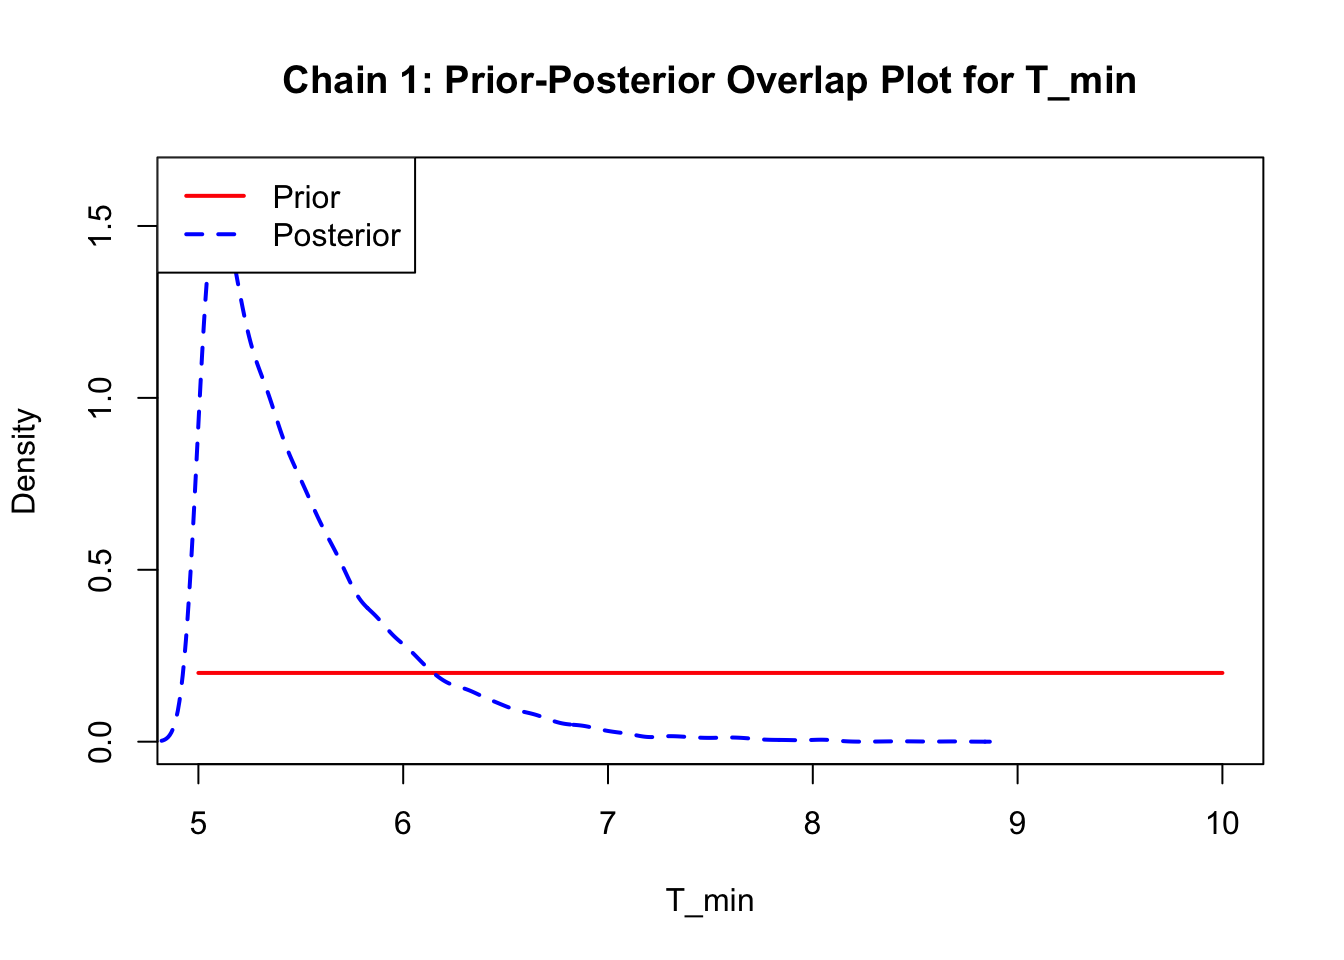 Chain 1: Prior-Posterior Overlap Plot for T_min
Prior
Posterior
Density
1.5
1.0
0.5
0.0
5 6 7 8 9 10
T_min